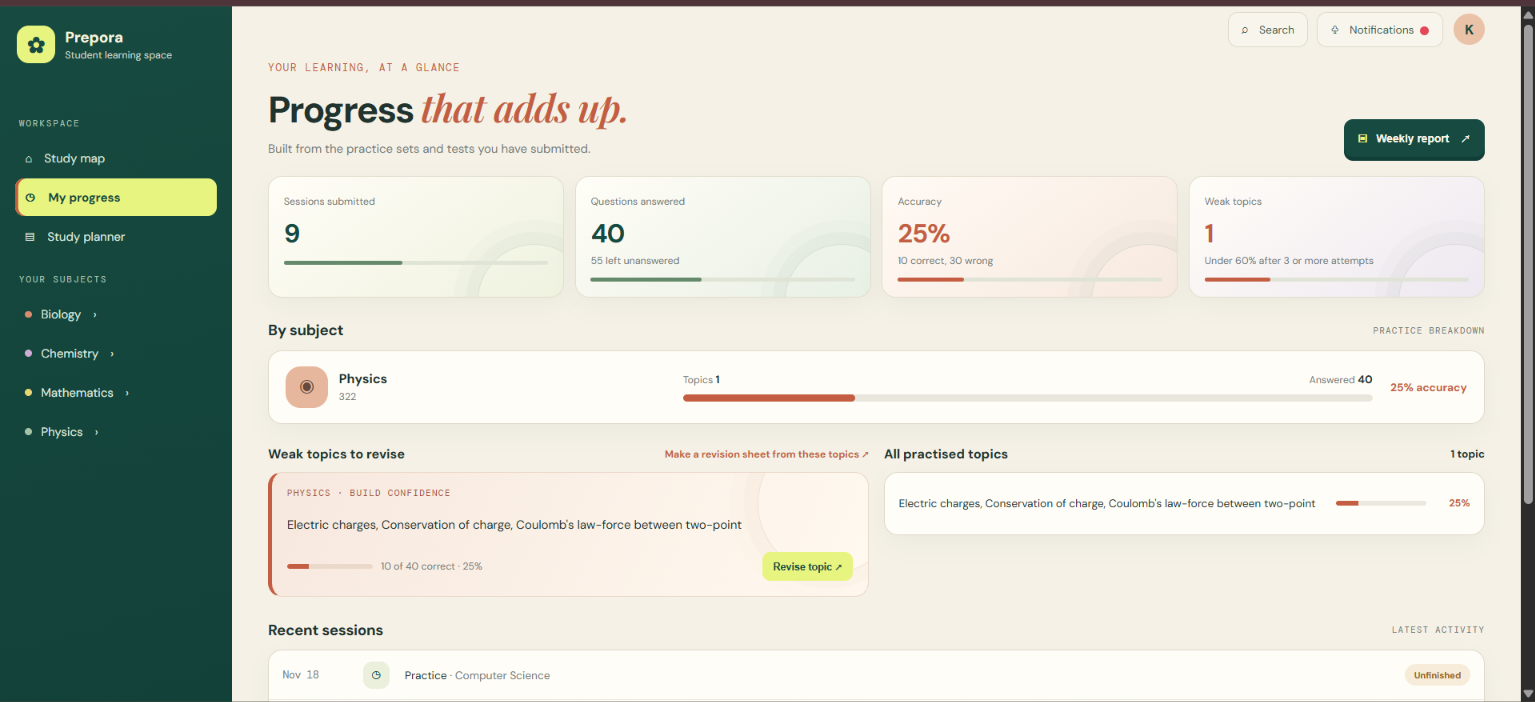 Prepora
Student learning space
WORKSPACE
Study map
My progress
Study planner
YOUR SUBJECTS
Biology ›
Chemistry ›
Mathematics ›
Physics ›
Search
Notifications
K
YOUR LEARNING, AT A GLANCE
Progress that adds up.
Built from the practice sets and tests you have submitted.
Weekly report ↗
Sessions submitted
9
Questions answered
40
55 left unanswered
Accuracy
25%
10 correct, 30 wrong
Weak topics
1
Under 60% after 3 or more attempts
By subject
PRACTICE BREAKDOWN
Physics
322
Topics 1
Answered 40
25% accuracy
Weak topics to revise
Make a revision sheet from these topics ↗
PHYSICS · BUILD CONFIDENCE
Electric charges, Conservation of charge, Coulomb's law-force between two-point
10 of 40 correct · 25%
Revise topic ↗
All practised topics
1 topic
Electric charges, Conservation of charge, Coulomb's law-force between two-point
25%
Recent sessions
LATEST ACTIVITY
Nov 18
Practice · Computer Science
Unfinished